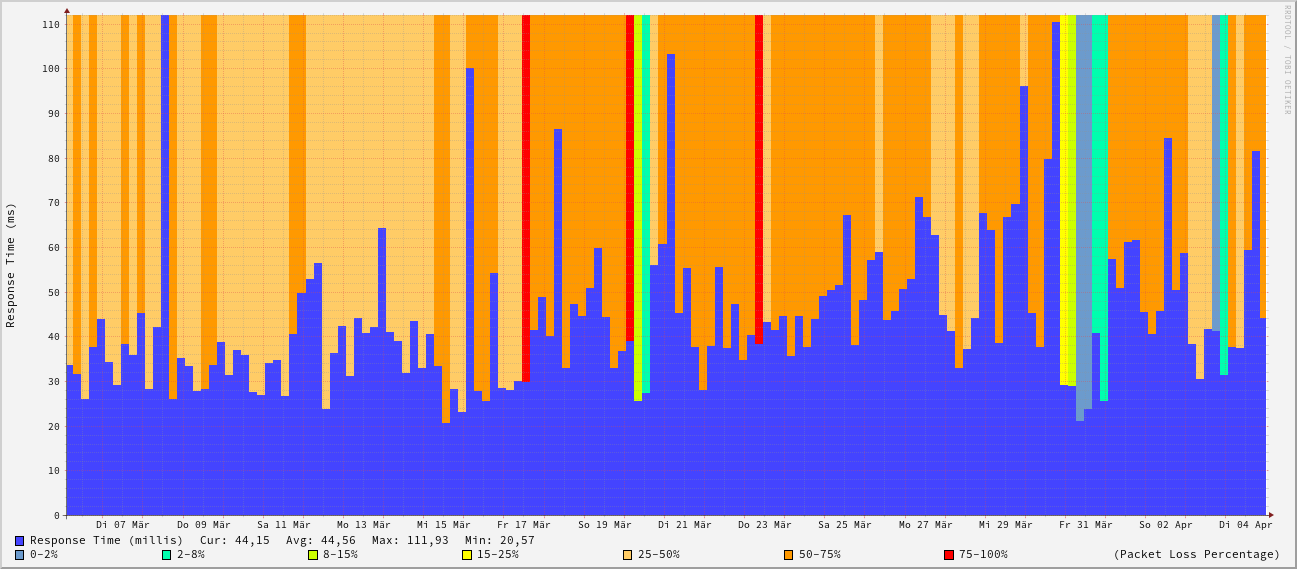 RRDTOOL / TOBI OETIKER
Response Time (ms)
110
100
90
80
70
60
50
40
30
20
10
0
Di 07 Mär Do 09 Mär Sa 11 Mär Mo 13 Mär Mi 15 Mär Fr 17 Mär So 19 Mär Di 21 Mär Do 23 Mär Sa 25 Mär Mo 27 Mär Mi 29 Mär Fr 31 Mär So 02 Apr Di 04 Apr
Response Time (millis) Cur: 44,15 Avg: 44,56 Max: 111,93 Min: 20,57
0-2% 2-8% 8-15% 15-25% 25-50% 50-75% 75-100% (Packet Loss Percentage)